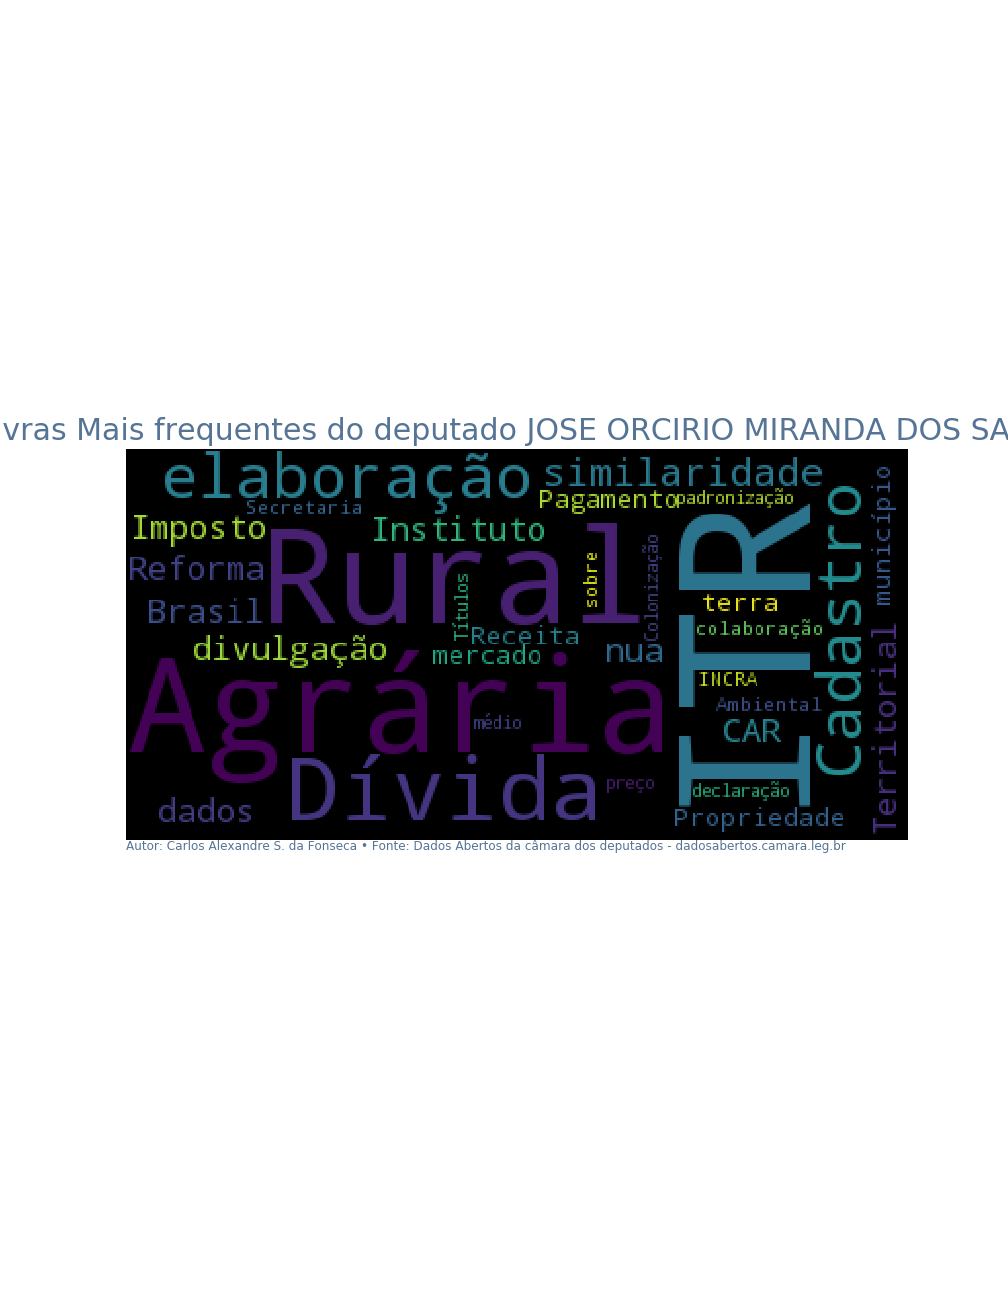 vras Mais frequentes do deputado JOSE ORCIRIO MIRANDA DOS SA
elaboração
similaridade
Secretaria
Pagamento
padronização
Imposto
Instituto
Rural
Reforma
Brasil
Títulos
sobre
Colonização
divulgação
Receita
mercado
nua
Agrária
médio
Dívida
preço
dados
ITR
terra
colaboração
INCRA
Ambiental
CAR
declaração
Propriedade
Cadastro
município
Territorial
Autor: Carlos Alexandre S. da Fonseca • Fonte: Dados Abertos da câmara dos deputados - dadosabertos.camara.leg.br